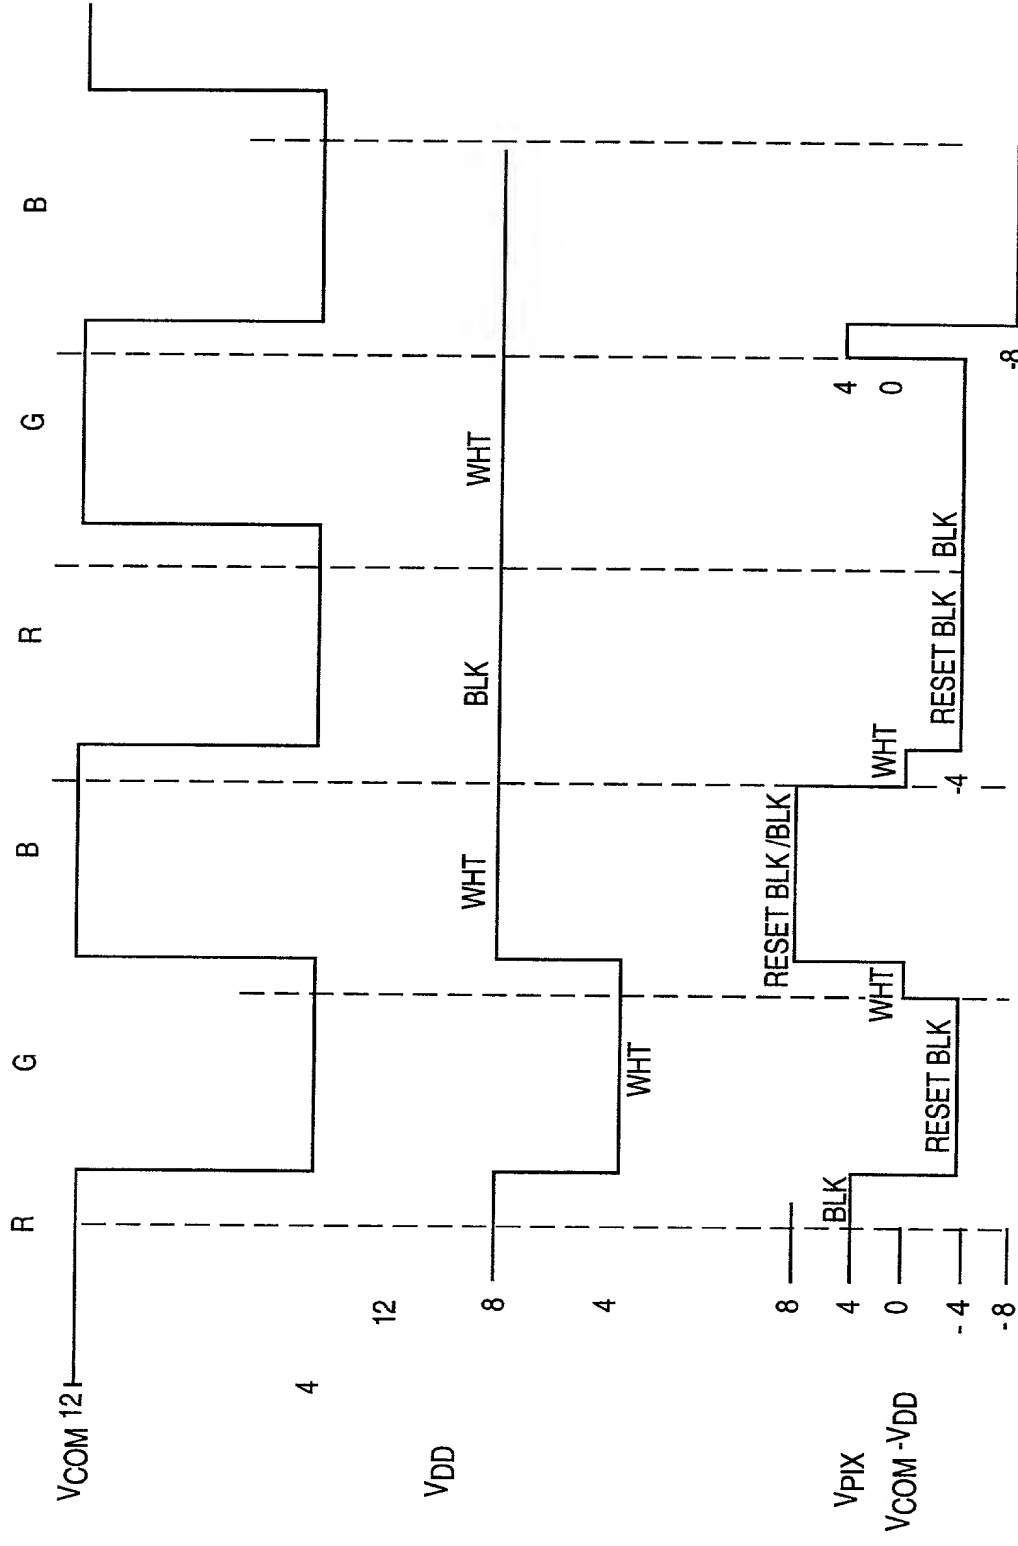 R G B R G B
VCOM 12
4
12
VDD
8
4
WHT
WHT
BLK
WHT
8
4
0
- 4
- 8
VPIX
VCOM -VDD
BLK
RESET BLK
WHT
RESET BLK /BLK
WHT
-4
RESET BLK
BLK
4
0
-8